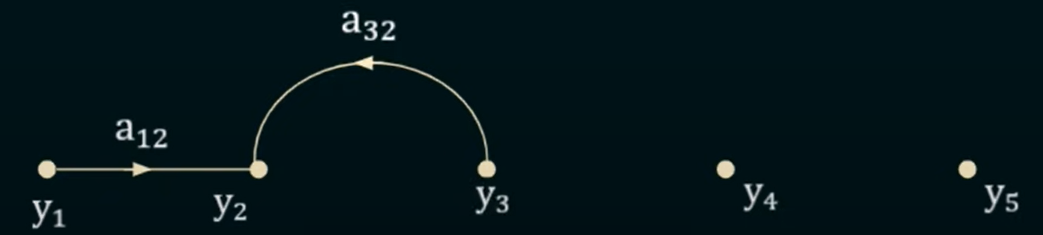 a₃₂
a₁₂
y₁ y₂ y₃ y₄ y₅